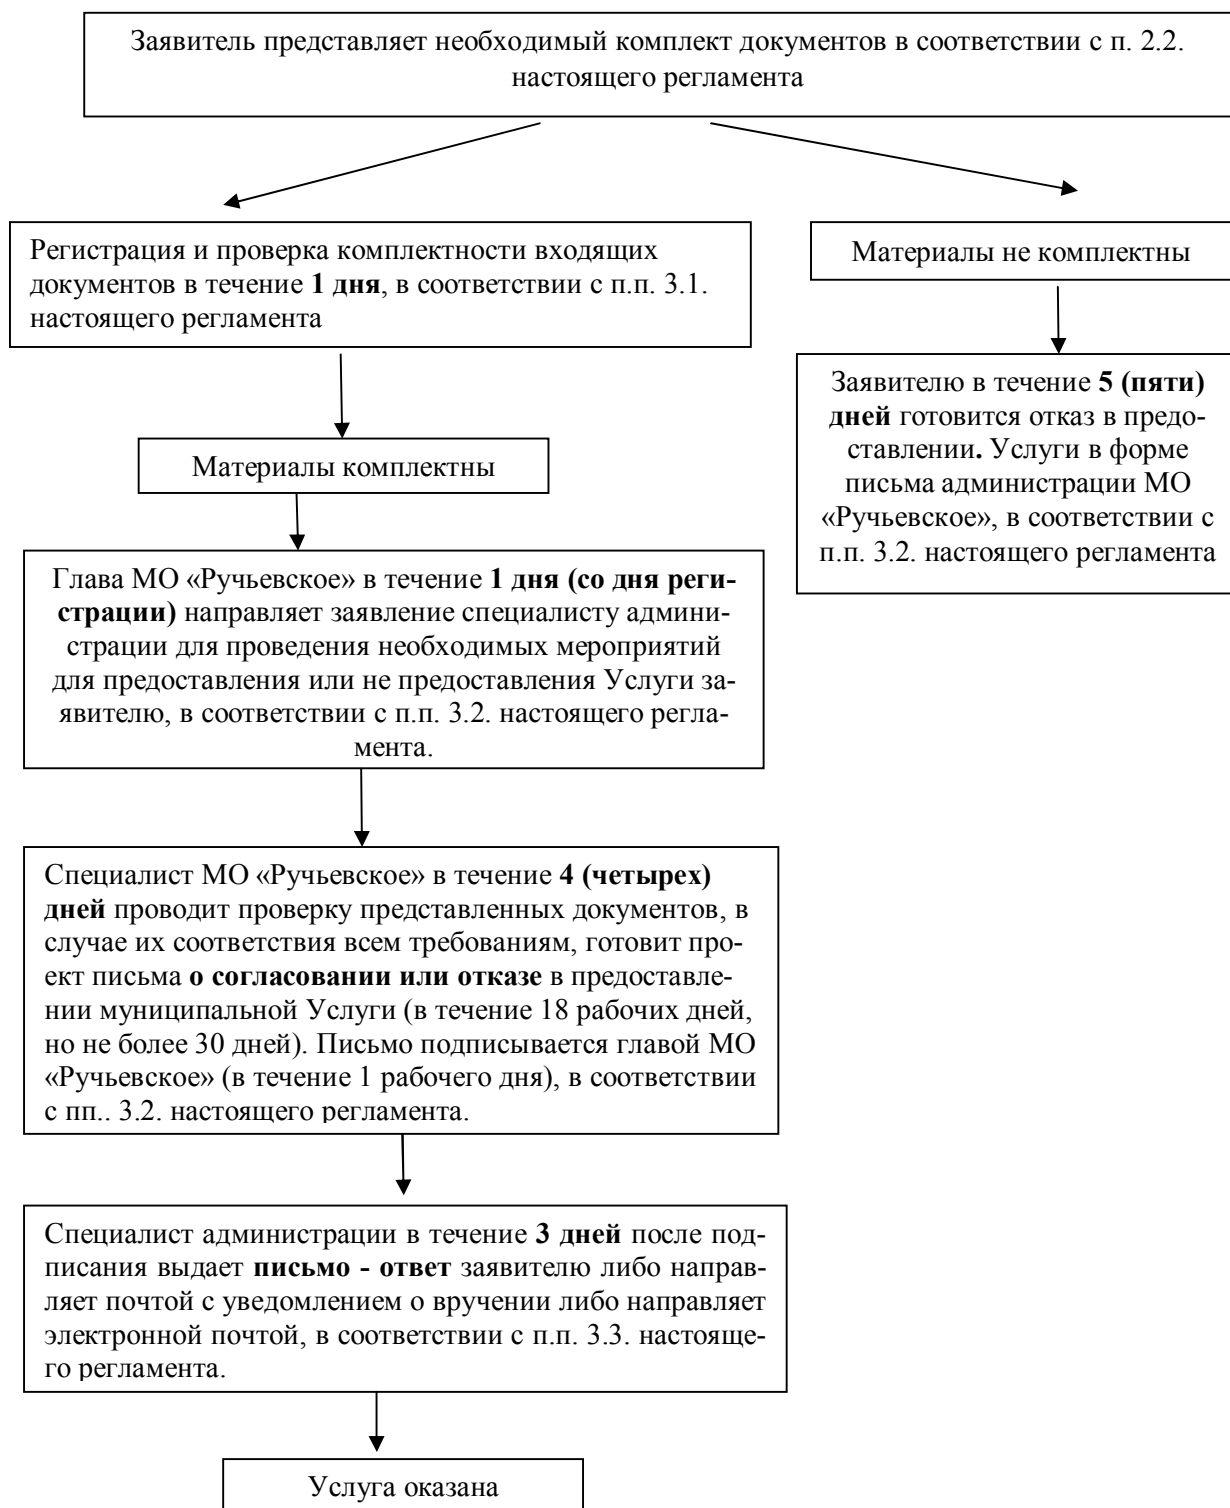 Заявитель представляет необходимый комплект документов в соответствии с п. 2.2.
настоящего регламента
Регистрация и проверка комплектности входящих
документов в течение 1 дня, в соответствии с п.п. 3.1.
настоящего регламента
Материалы не комплектны
Заявителю в течение 5 (пяти)
дней готовится отказ в предо-
ставлении. Услуги в форме
письма администрации МО
«Ручьевское», в соответствии с
п.п. 3.2. настоящего регламента
Материалы комплектны
Глава МО «Ручьевское» в течение 1 дня (со дня реги-
страции) направляет заявление специалисту админи-
страции для проведения необходимых мероприятий
для предоставления или не предоставления Услуги за-
явителю, в соответствии с п.п. 3.2. настоящего регла-
мента.
Специалист МО «Ручьевское» в течение 4 (четырех)
дней проводит проверку представленных документов, в
случае их соответствия всем требованиям, готовит про-
ект письма о согласовании или отказе в предоставле-
нии муниципальной Услуги (в течение 18 рабочих дней,
но не более 30 дней). Письмо подписывается главой МО
«Ручьевское» (в течение 1 рабочего дня), в соответствии
с пп.. 3.2. настоящего регламента.
Специалист администрации в течение 3 дней после под-
писания выдает письмо - ответ заявителю либо направ-
ляет почтой с уведомлением о вручении либо направляет
электронной почтой, в соответствии с п.п. 3.3. настояще-
го регламента.
Услуга оказана